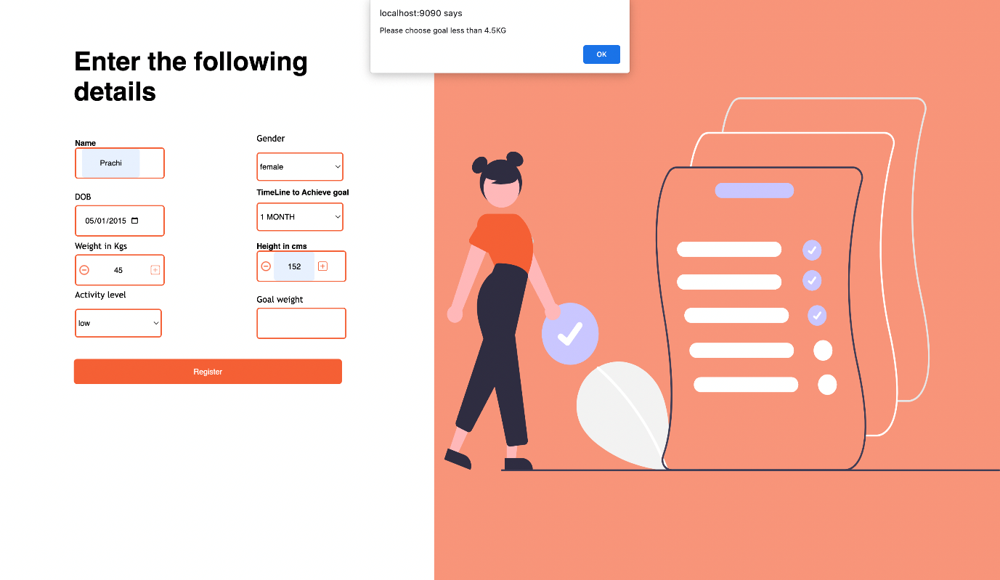 localhost:9090 says
Please choose goal less than 4.5KG
OK
Enter the following
details
Name
Prachi
Gender
female
DOB
05/01/2015
TimeLine to Achieve goal
1 MONTH
Weight in Kgs
45
Height in cms
152
Activity level
low
Goal weight
Register